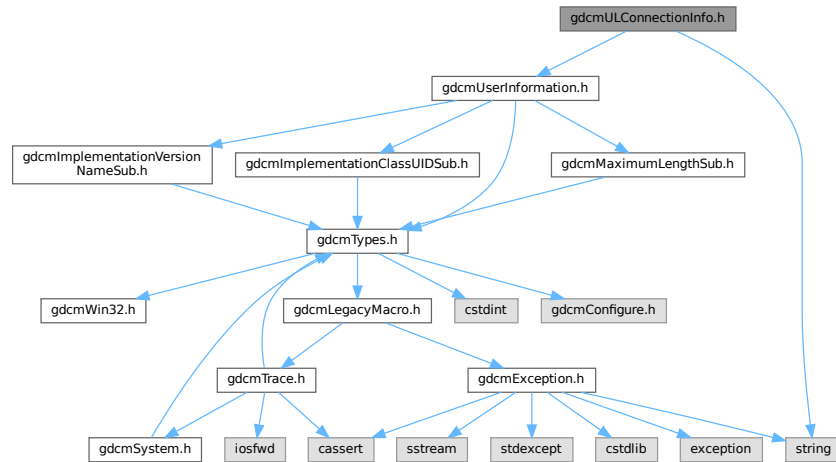 gdcmULConnectionInfo.h
gdcmUserInformation.h
gdcmImplementationVersion
NameSub.h
gdcmImplementationClassUIDSub.h
gdcmMaximumLengthSub.h
gdcmTypes.h
gdcmWin32.h
gdcmLegacyMacro.h
cstdint
gdcmConfigure.h
gdcmTrace.h
gdcmException.h
gdcmSystem.h
iosfwd
cassert
sstream
stdexcept
cstdlib
exception
string